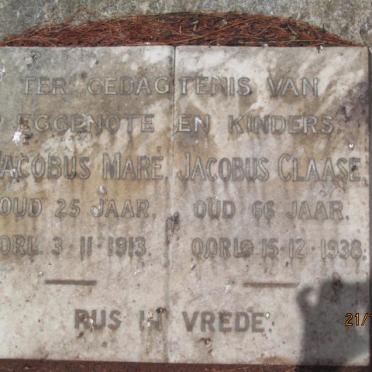 TER GEDAGTENIS VAN
EGGENOTE EN KINDERS
JACOBUS MARÉ, JACOBUS CLAASE,
OUD 25 JAAR. OUD 66 JAAR.
OORL. 3-11-1913. OORL. 15-12-1938.
RUS IN VREDE.
21/